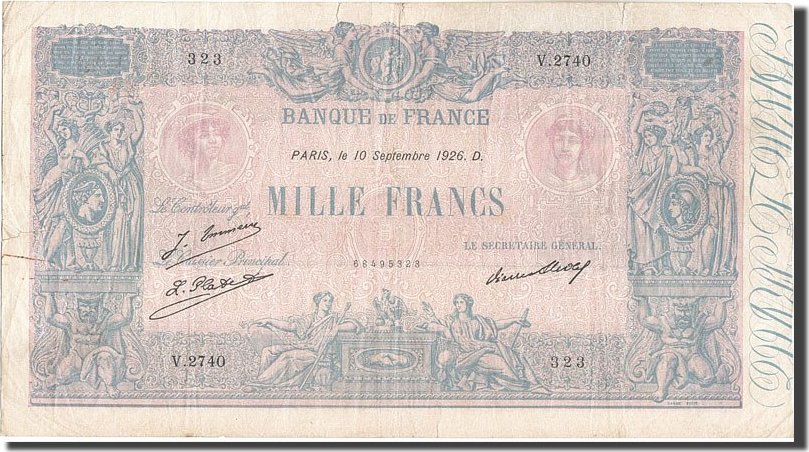 323 V.2740
BANQUE DE FRANCE
PARIS, le 10 Septembre 1926. D.
MILLE FRANCS
Le Contrôleur gal.
LE SECRETAIRE GÉNÉRAL.
Le Caissier Principal.
68495323
V.2740 323